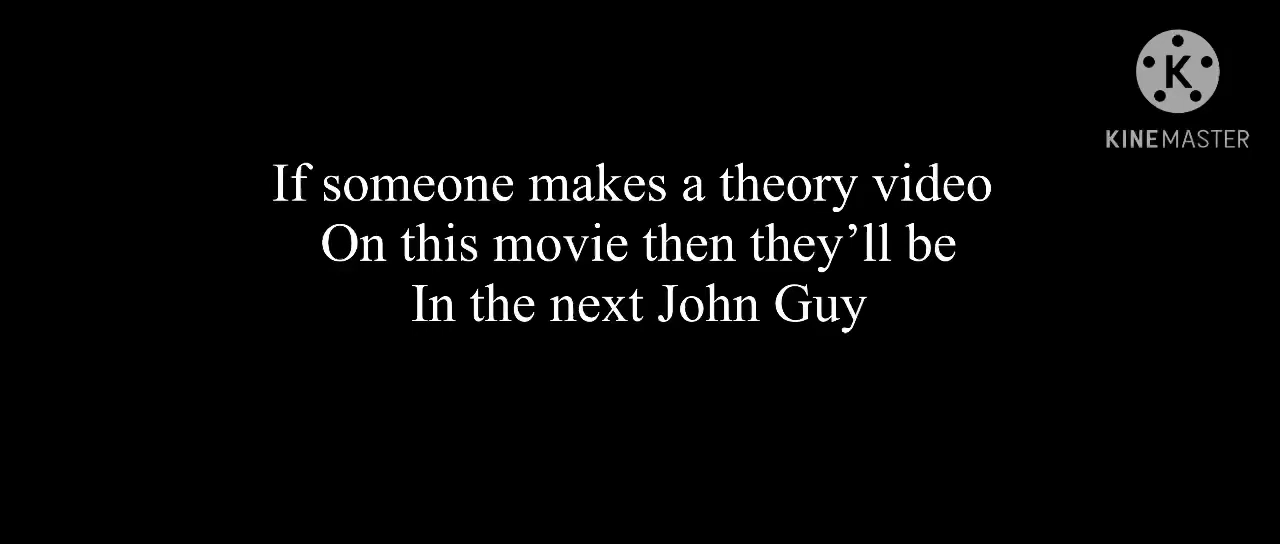 K
KINEMASTER
If someone makes a theory video
On this movie then they’ll be
In the next John Guy